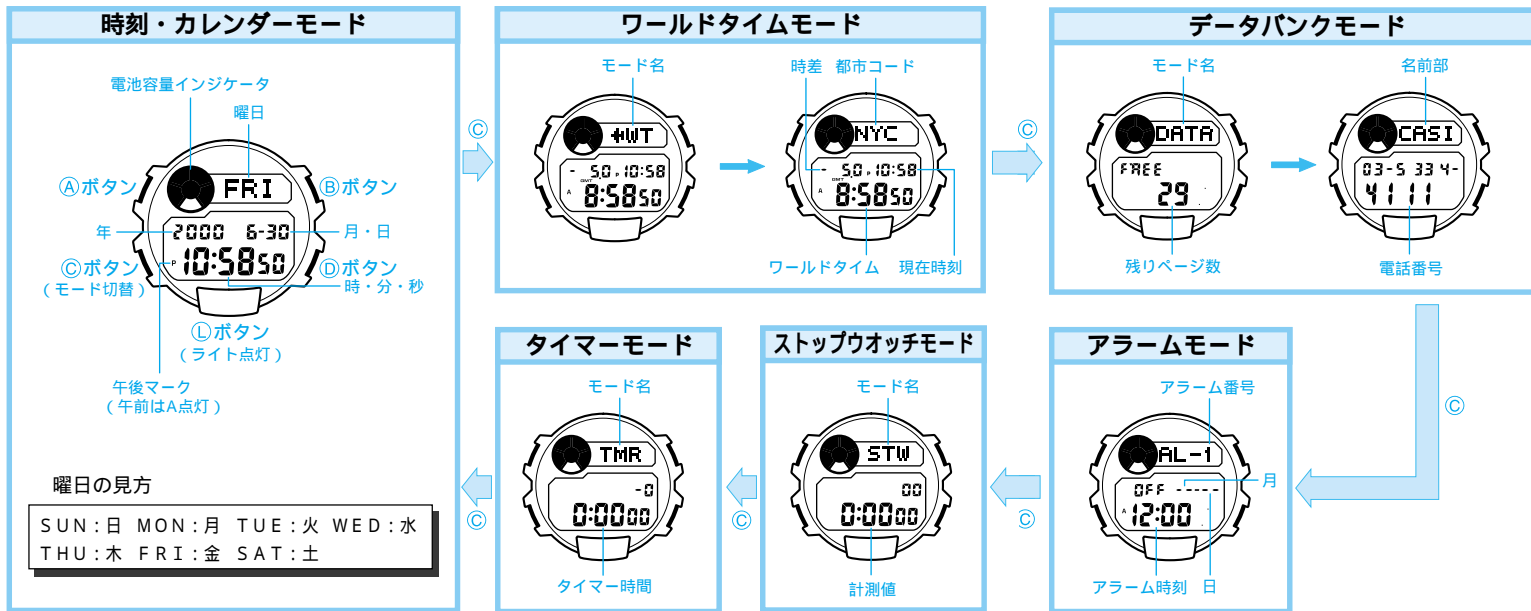 時刻・カレンダーモード
電池容量インジケータ
曜日
FRI
Ⓐボタン
Ⓑボタン
年
2000 6-30
月・日
P 10:58 50
Ⓒボタン
(モード切替)
Ⓓボタン
時・分・秒
Ⓛボタン
(ライト点灯)
午後マーク
(午前はA点灯)
曜日の見方
SUN:日 MON:月 TUE:火 WED:水
THU:木 FRI:金 SAT:土
Ⓒ
ワールドタイムモード
モード名
WT
- 5.0 P 10:58
GMT
A 8:58 50
時差 都市コード
NYC
- 5.0 P 10:58
GMT
A 8:58 50
ワールドタイム 現在時刻
Ⓒ
データバンクモード
モード名
DATA
FREE
29
残りページ数
名前部
CASI
03-5334-
4111
電話番号
Ⓒ
アラームモード
アラーム番号
AL-1
OFF -----
月
A 12:00
アラーム時刻 日
Ⓒ
ストップウオッチモード
モード名
STW
00
0:00 00
計測値
Ⓒ
タイマーモード
モード名
TMR
-0
0:00 00
タイマー時間
Ⓒ